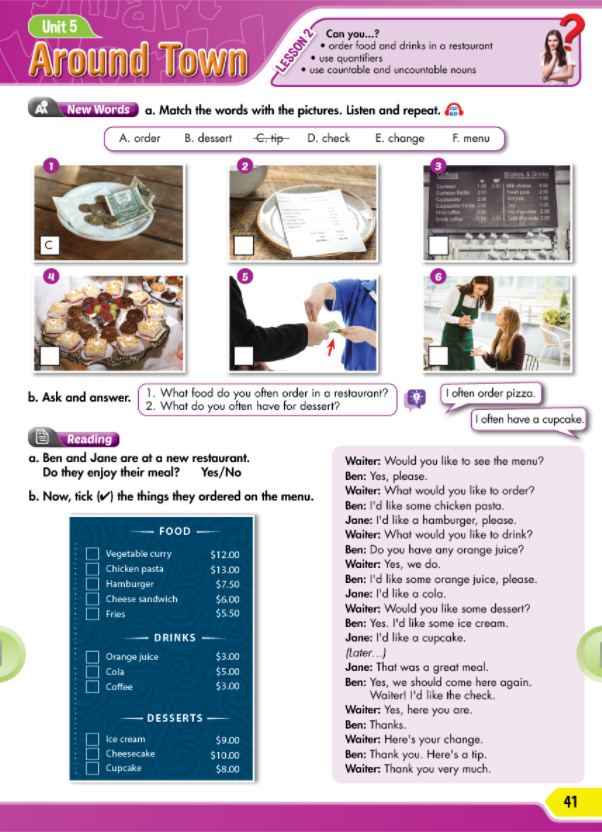 Smart World
Unit 5
Around Town
LESSON 2
Can you...?
• order food and drinks in a restaurant
• use quantifiers
• use countable and uncountable nouns
?
New Words
a. Match the words with the pictures. Listen and repeat.
A. order B. dessert C. tip D. check E. change F. menu
1
C
2
3
Shakes & Drinks
4
5
6
b. Ask and answer.
1. What food do you often order in a restaurant?
2. What do you often have for dessert?
I often order pizza.
I often have a cupcake.
Reading
a. Ben and Jane are at a new restaurant.
Do they enjoy their meal? Yes/No
b. Now, tick (✔) the things they ordered on the menu.
FOOD
Vegetable curry $12.00
Chicken pasta $13.00
Hamburger $7.50
Cheese sandwich $6.00
Fries $5.50
DRINKS
Orange juice $3.00
Cola $5.00
Coffee $3.00
DESSERTS
Ice cream $9.00
Cheesecake $10.00
Cupcake $8.00
Waiter: Would you like to see the menu?
Ben: Yes, please.
Waiter: What would you like to order?
Ben: I'd like some chicken pasta.
Jane: I'd like a hamburger, please.
Waiter: What would you like to drink?
Ben: Do you have any orange juice?
Waiter: Yes, we do.
Ben: I'd like some orange juice, please.
Jane: I'd like a cola.
Waiter: Would you like some dessert?
Ben: Yes. I'd like some ice cream.
Jane: I'd like a cupcake.
(Later...)
Jane: That was a great meal.
Ben: Yes, we should come here again.
Waiter! I'd like the check.
Waiter: Yes, here you are.
Ben: Thanks.
Waiter: Here's your change.
Ben: Thank you. Here's a tip.
Waiter: Thank you very much.
41